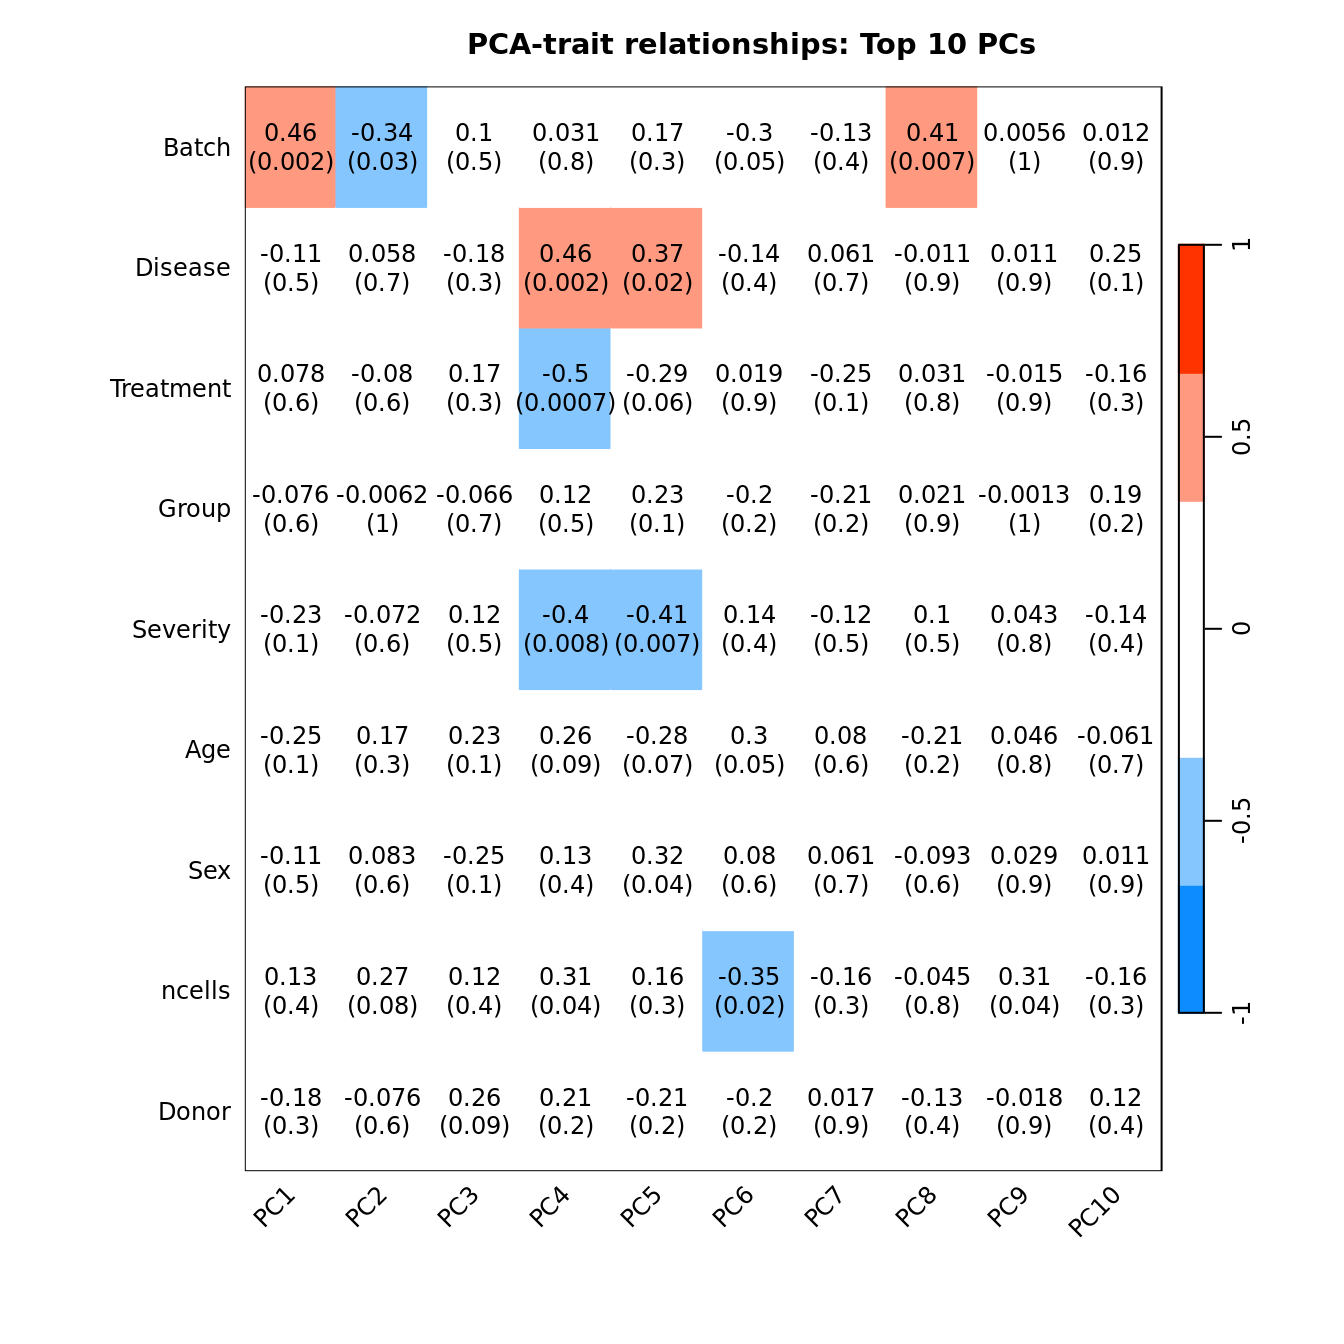 PCA-trait relationships: Top 10 PCs
Batch 0.46 -0.34 0.1 0.031 0.17 -0.3 -0.13 0.41 0.0056 0.012
(0.002) (0.03) (0.5) (0.8) (0.3) (0.05) (0.4) (0.007) (1) (0.9)
Disease -0.11 0.058 -0.18 0.46 0.37 -0.14 0.061 -0.011 0.011 0.25
(0.5) (0.7) (0.3) (0.002) (0.02) (0.4) (0.7) (0.9) (0.9) (0.1)
Treatment 0.078 -0.08 0.17 -0.5 -0.29 0.019 -0.25 0.031 -0.015 -0.16
(0.6) (0.6) (0.3) (0.0007) (0.06) (0.9) (0.1) (0.8) (0.9) (0.3)
Group -0.076 -0.0062 -0.066 0.12 0.23 -0.2 -0.21 0.021 -0.0013 0.19
(0.6) (1) (0.7) (0.5) (0.1) (0.2) (0.2) (0.9) (1) (0.2)
Severity -0.23 -0.072 0.12 -0.4 -0.41 0.14 -0.12 0.1 0.043 -0.14
(0.1) (0.6) (0.5) (0.008) (0.007) (0.4) (0.5) (0.5) (0.8) (0.4)
Age -0.25 0.17 0.23 0.26 -0.28 0.3 0.08 -0.21 0.046 -0.061
(0.1) (0.3) (0.1) (0.09) (0.07) (0.05) (0.6) (0.2) (0.8) (0.7)
Sex -0.11 0.083 -0.25 0.13 0.32 0.08 0.061 -0.093 0.029 0.011
(0.5) (0.6) (0.1) (0.4) (0.04) (0.6) (0.7) (0.6) (0.9) (0.9)
ncells 0.13 0.27 0.12 0.31 0.16 -0.35 -0.16 -0.045 0.31 -0.16
(0.4) (0.08) (0.4) (0.04) (0.3) (0.02) (0.3) (0.8) (0.04) (0.3)
Donor -0.18 -0.076 0.26 0.21 -0.21 -0.2 0.017 -0.13 -0.018 0.12
(0.3) (0.6) (0.09) (0.2) (0.2) (0.2) (0.9) (0.4) (0.9) (0.4)
PC1 PC2 PC3 PC4 PC5 PC6 PC7 PC8 PC9 PC10
1
0.5
0
-0.5
-1